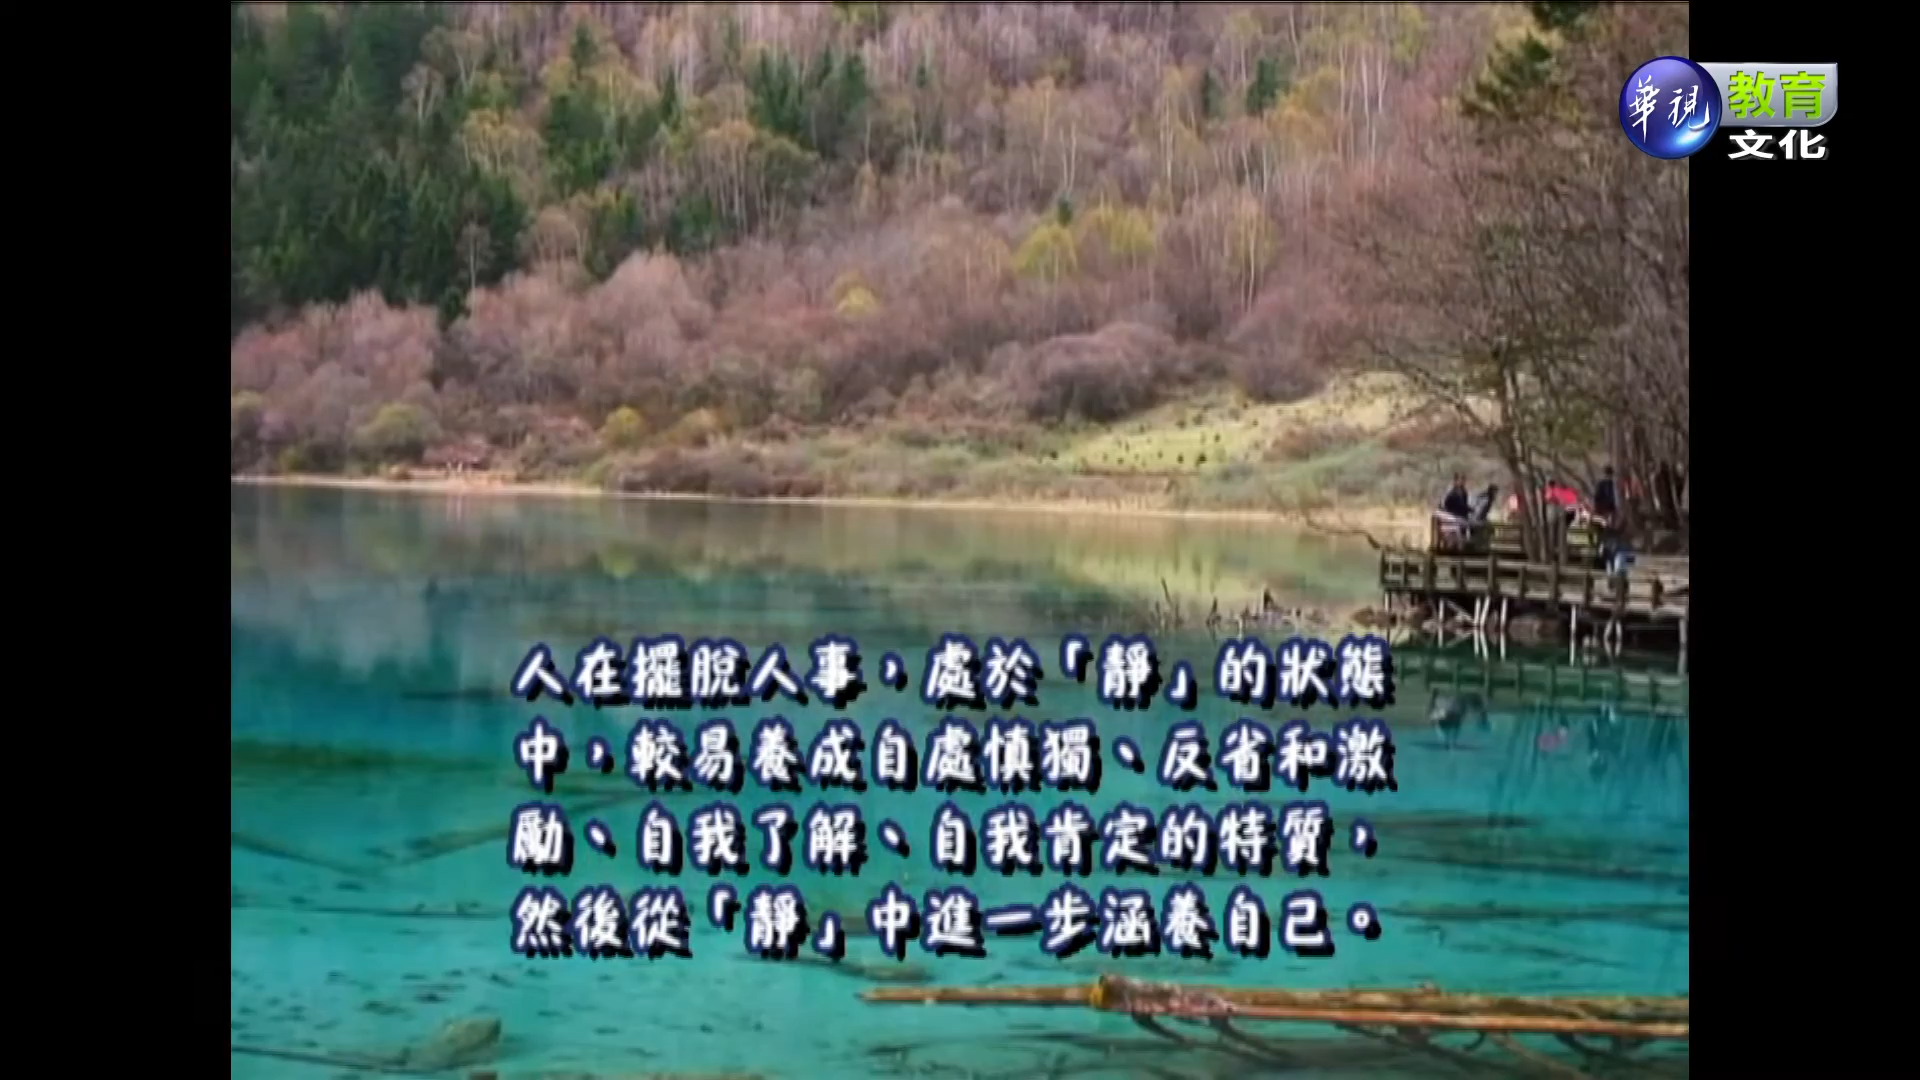 華視
教育
文化
人在擺脫人事，處於「靜」的狀態
中，較易養成自處慎獨、反省和激
勵、自我了解、自我肯定的特質，
然後從「靜」中進一步涵養自己。